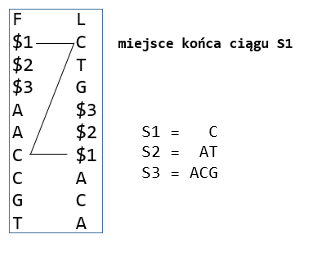 F L
$1 C miejsce końca ciągu S1
$2 T
$3 G
A $3
A $2 S1 = C
C $1 S2 = AT
C A S3 = ACG
G C
T A